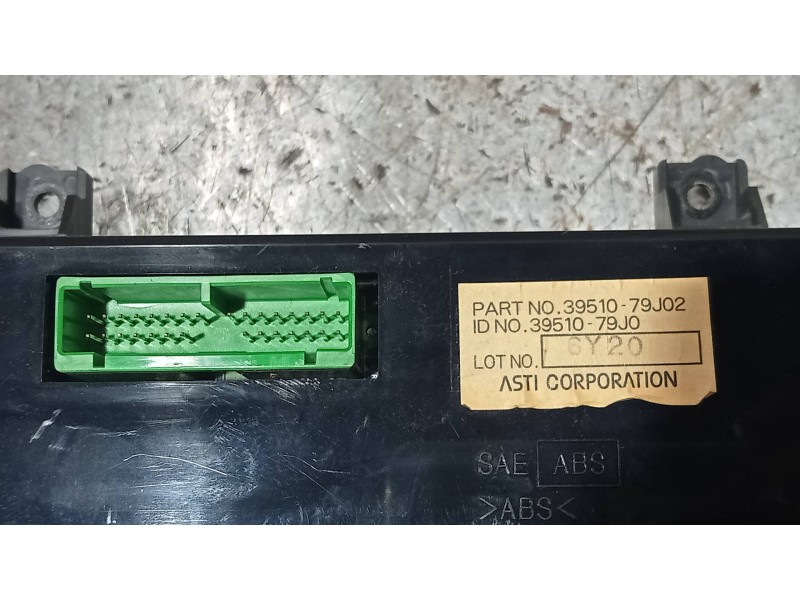 PART NO. 39510-79J02
ID NO. 39510-79J0
LOT NO. 6Y20
ASTI CORPORATION
SAE ABS
>ABS<